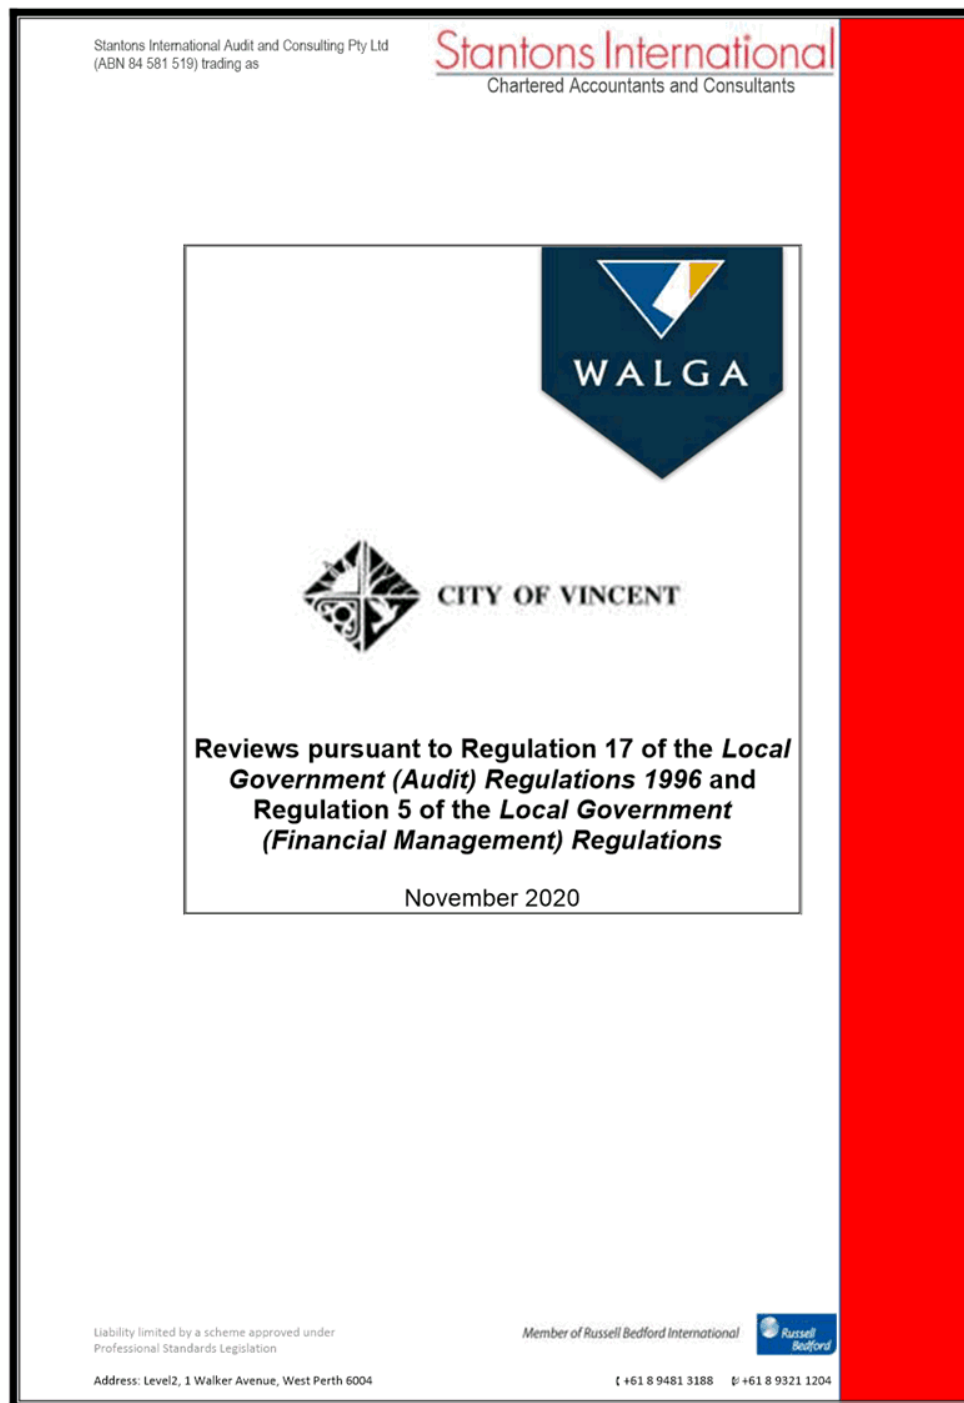 Stantons International Audit and Consulting Pty Ltd
(ABN 84 581 519) trading as
Stantons International
Chartered Accountants and Consultants
WALGA
CITY OF VINCENT
Reviews pursuant to Regulation 17 of the Local
Government (Audit) Regulations 1996 and
Regulation 5 of the Local Government
(Financial Management) Regulations
November 2020
Liability limited by a scheme approved under
Professional Standards Legislation
Member of Russell Bedford International
Russell
Bedford
Address: Level2, 1 Walker Avenue, West Perth 6004
+61 8 9481 3188 +61 8 9321 1204